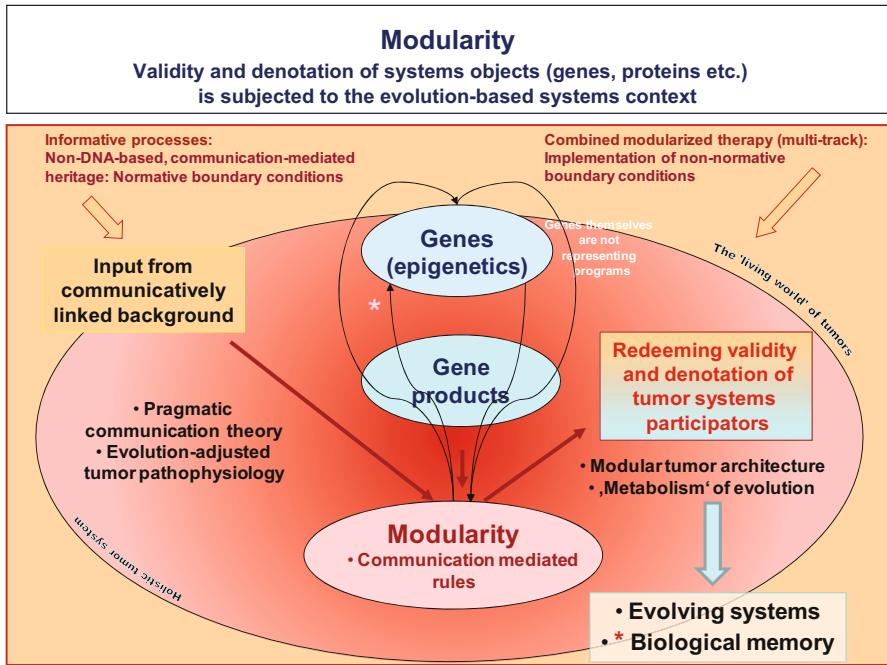 Modularity
Validity and denotation of systems objects (genes, proteins etc.)
is subjected to the evolution-based systems context
Informative processes:
Non-DNA-based, communication-mediated
heritage: Normative boundary conditions
Combined modularized therapy (multi-track):
Implementation of non-normative
boundary conditions
Genes
(epigenetics)
Genes themselves
are not
representing
programs
The 'living world' of tumors
Input from
communicatively
linked background
*
Gene
products
Redeeming validity
and denotation of
tumor systems
participators
• Pragmatic
communication theory
• Evolution-adjusted
tumor pathophysiology
• Modular tumor architecture
• ‚Metabolism‘ of evolution
Modularity
• Communication mediated
rules
Holistic tumor system
• Evolving systems
• * Biological memory